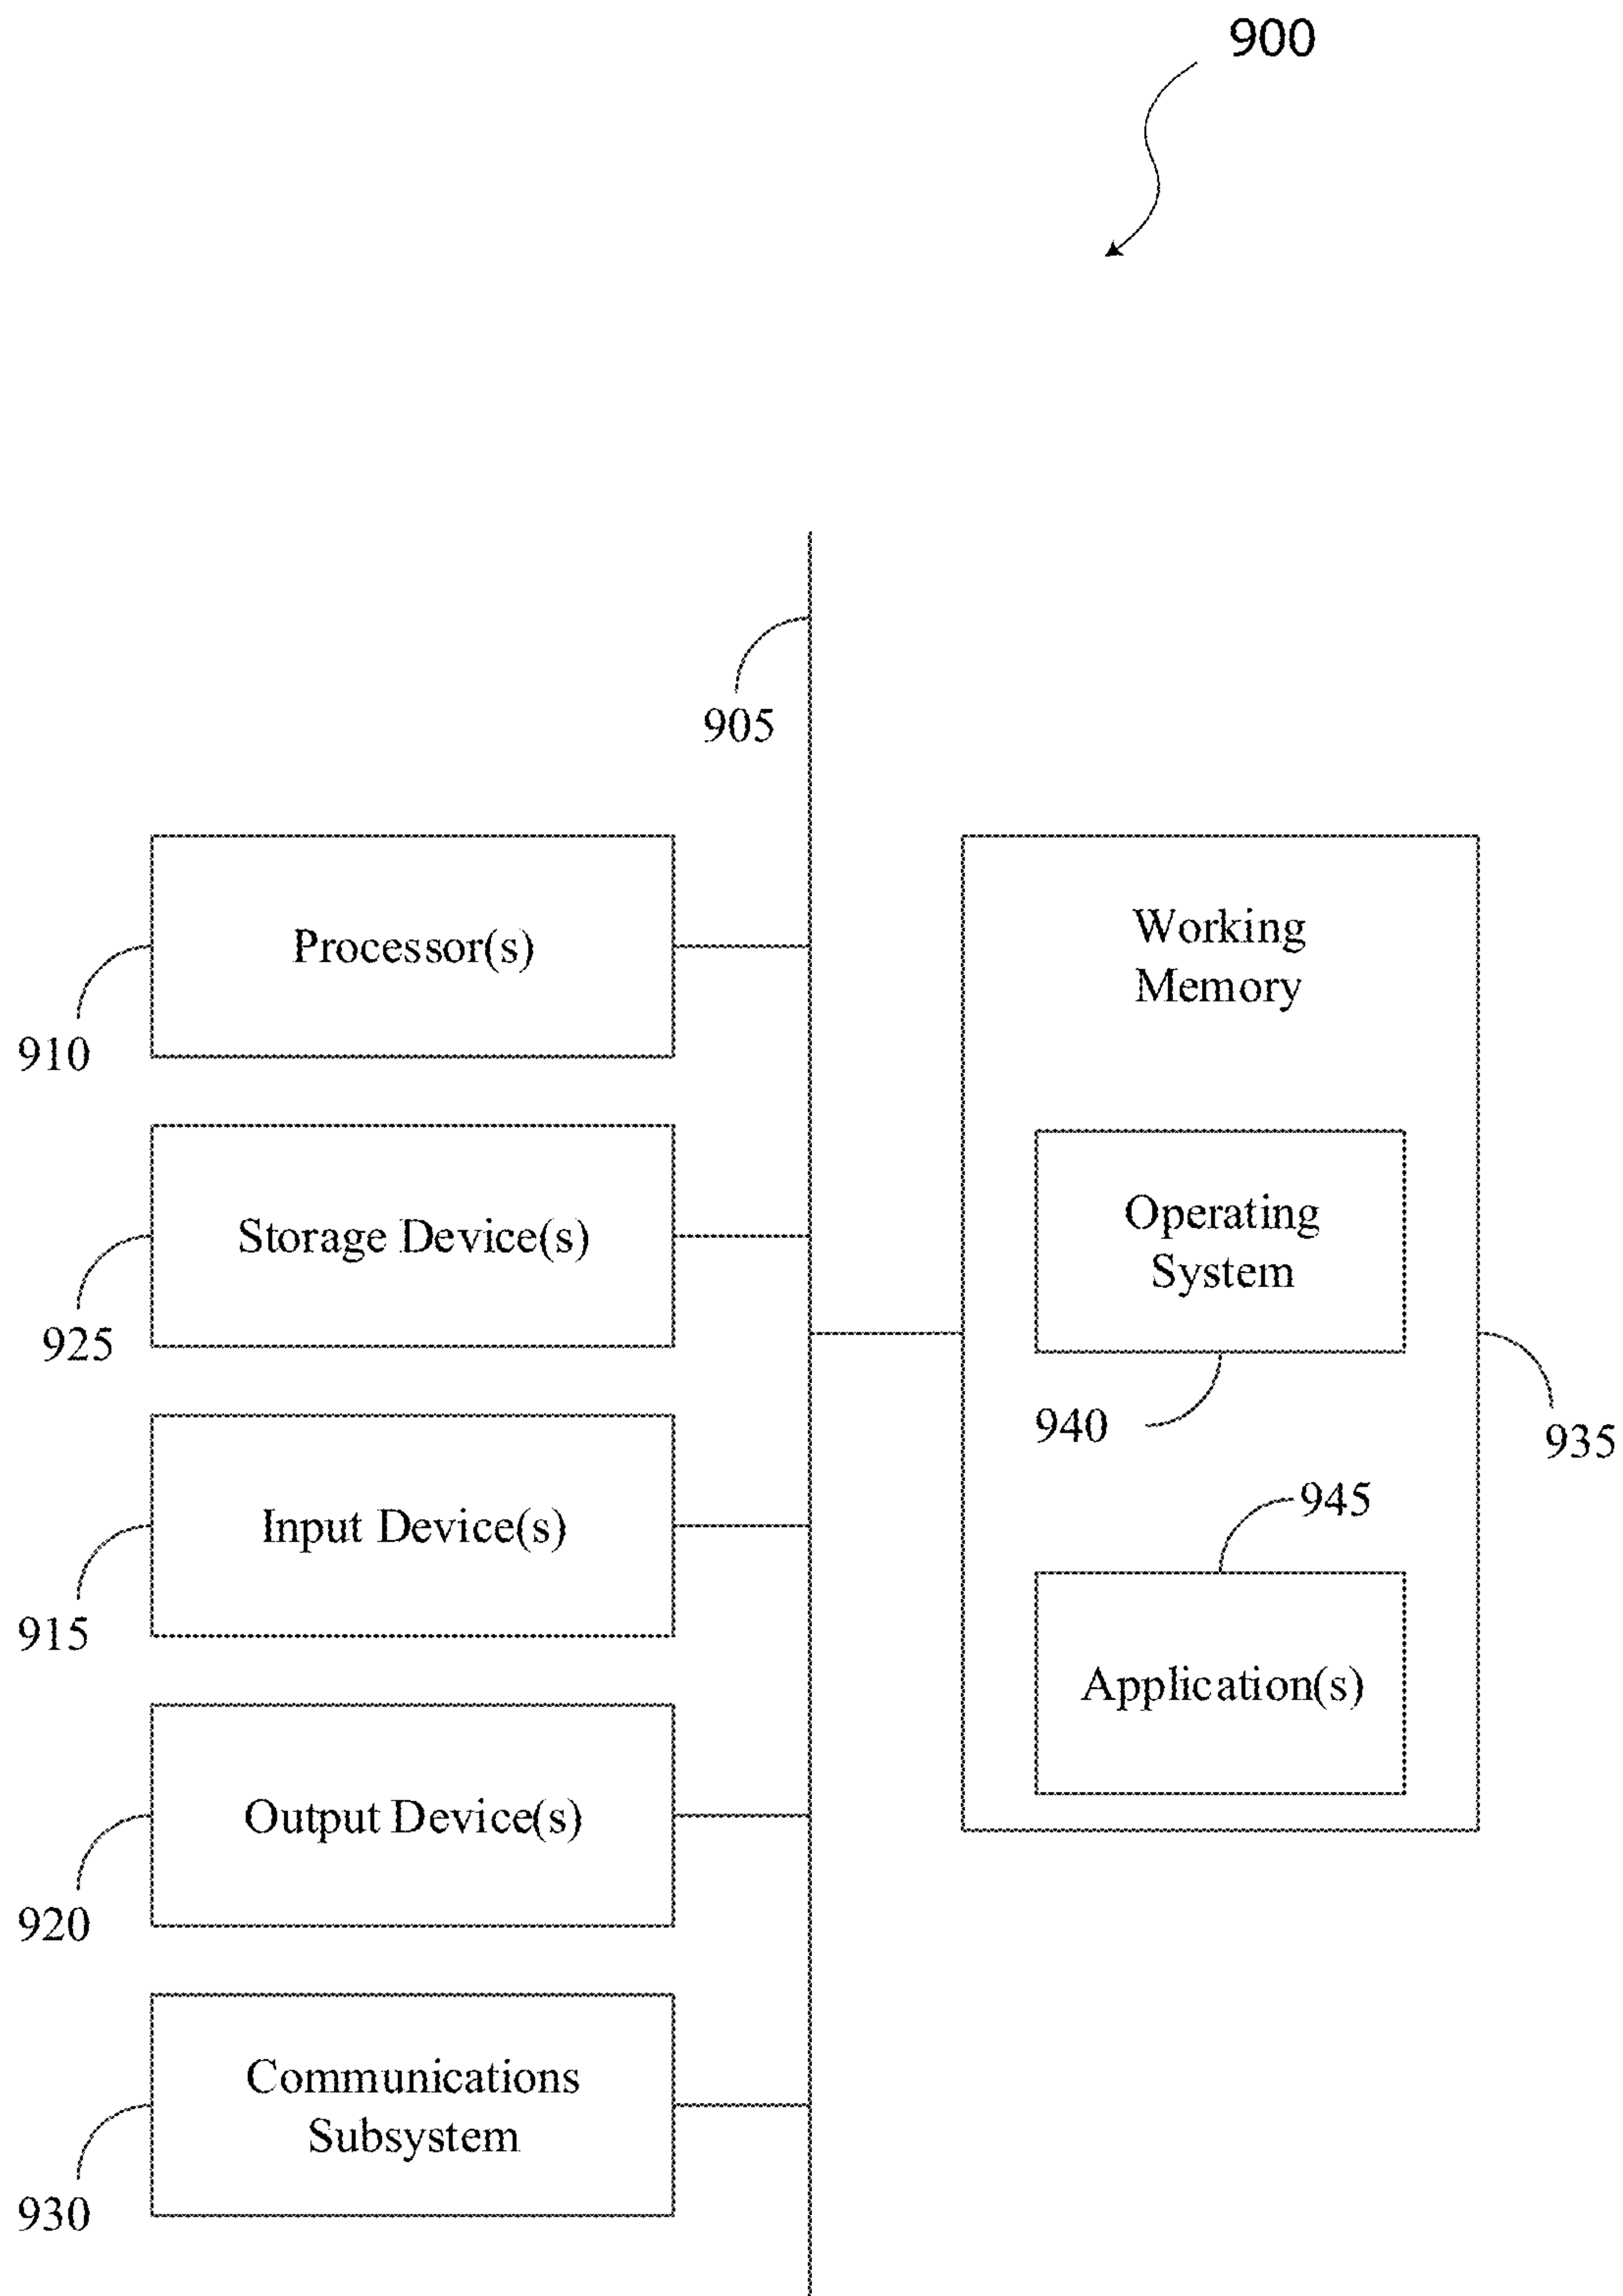 900
905
Processor(s)
910
Storage Device(s)
925
Input Device(s)
915
Output Device(s)
920
Communications
Subsystem
930
Working
Memory
Operating
System
940
935
945
Application(s)